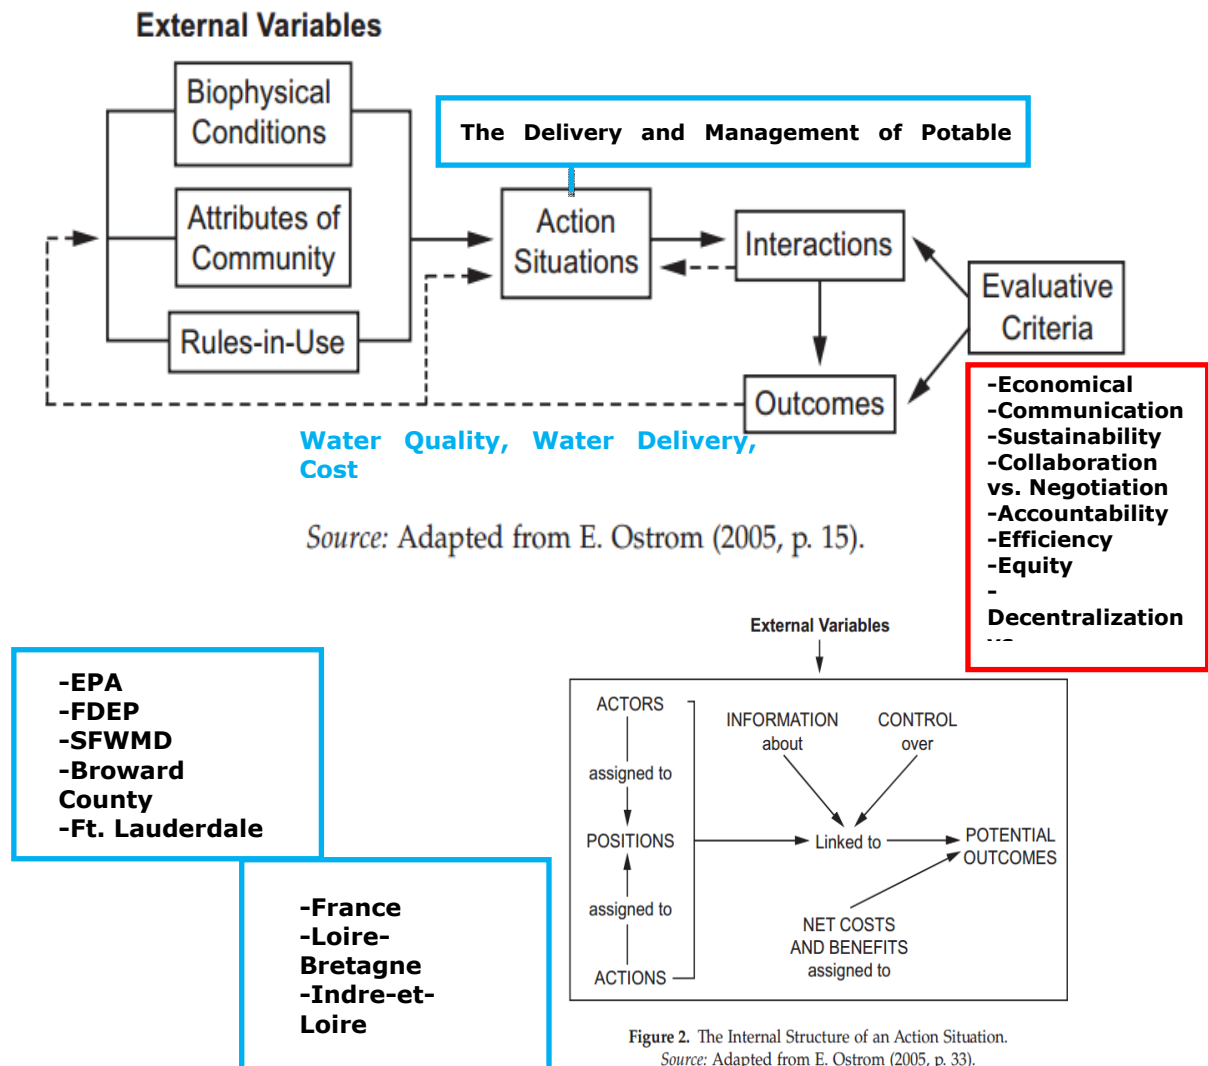 External Variables
Biophysical
Conditions
The Delivery and Management of Potable
Attributes of
Community
Action
Situations
Interactions
Evaluative
Criteria
Rules-in-Use
Outcomes
Water Quality, Water Delivery,
Cost
-Economical
-Communication
-Sustainability
-Collaboration
vs. Negotiation
-Accountability
-Efficiency
-Equity
-
Decentralization
Source: Adapted from E. Ostrom (2005, p. 15).
-EPA
-FDEP
-SFWMD
-Broward
County
-Ft. Lauderdale
-France
-Loire-
Bretagne
-Indre-et-
Loire
External Variables
ACTORS
INFORMATION
about
CONTROL
over
assigned to
POSITIONS
Linked to
POTENTIAL
OUTCOMES
assigned to
NET COSTS
AND BENEFITS
assigned to
ACTIONS
Figure 2. The Internal Structure of an Action Situation.
Source: Adapted from E. Ostrom (2005, p. 33).